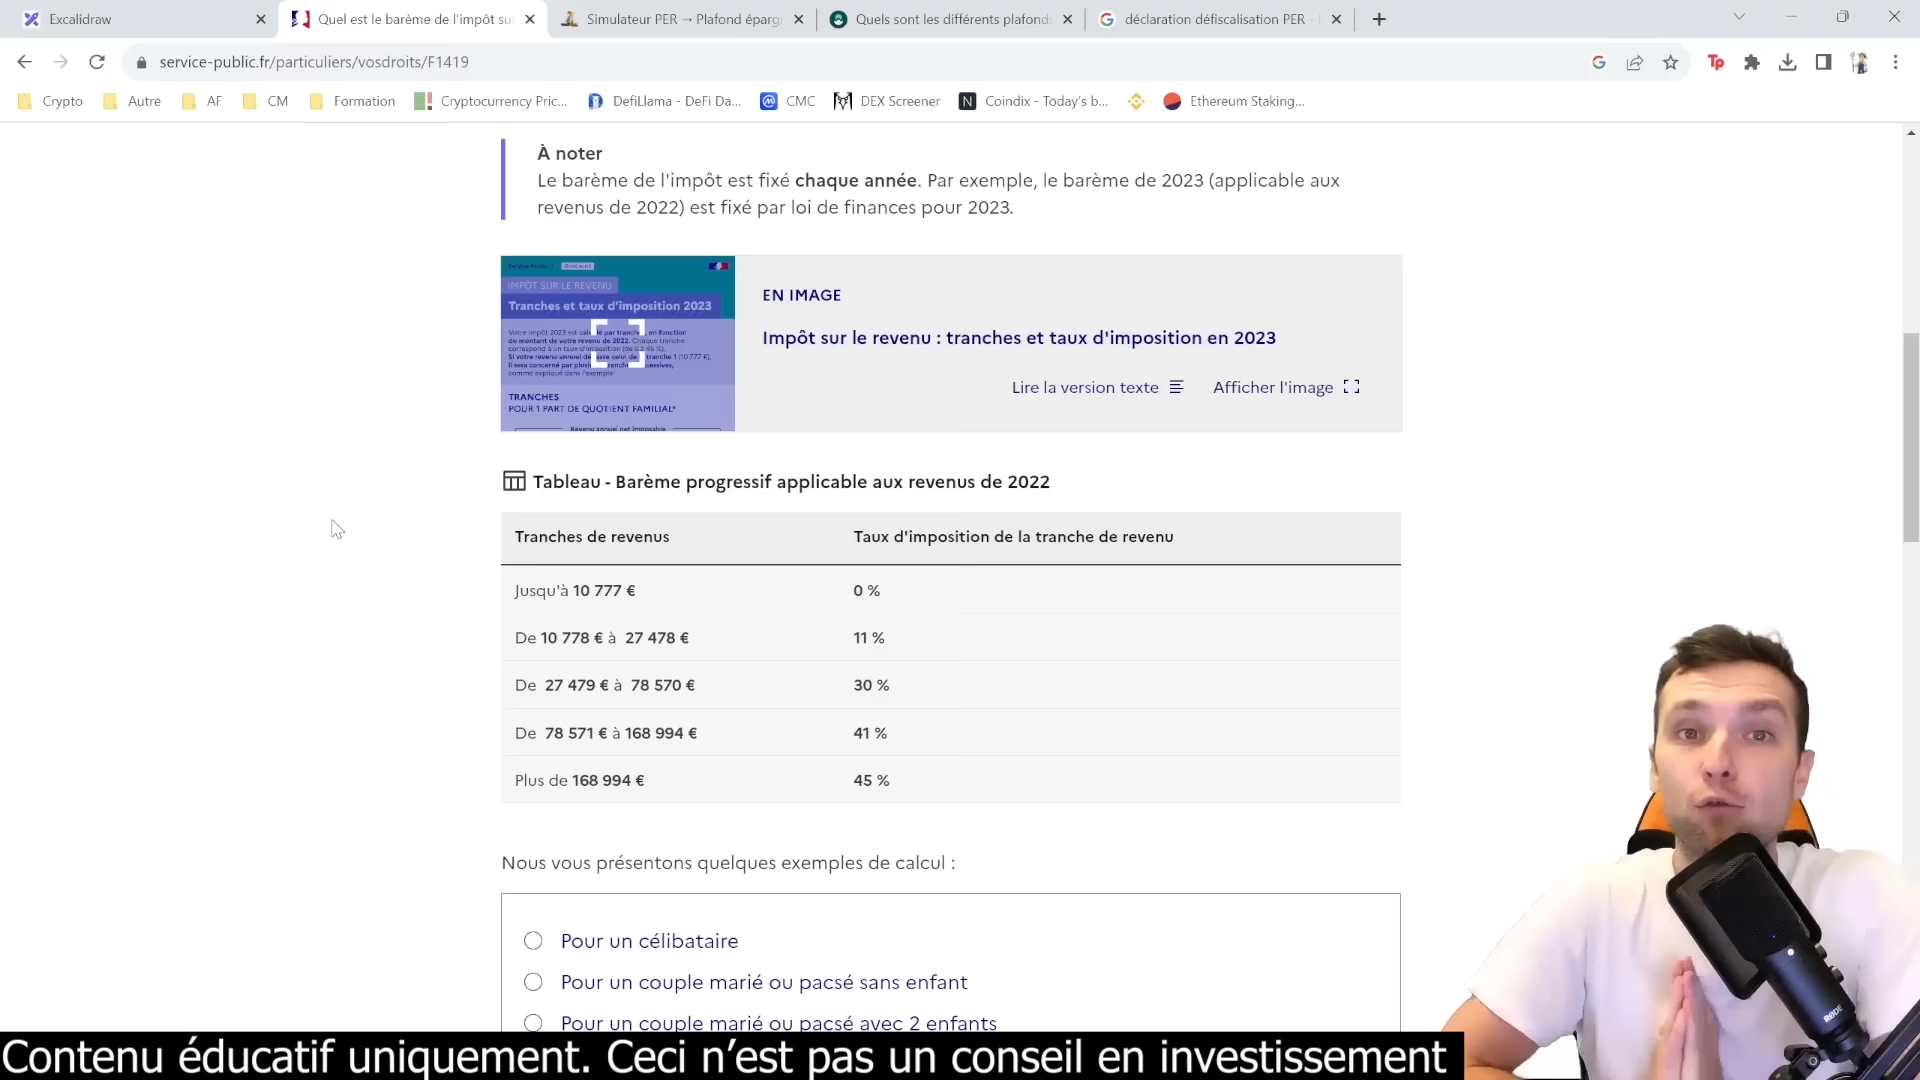 Excalidraw
Quel est le barème de l'impôt su
Simulateur PER → Plafond éparg
Quels sont les différents plafonds
déclaration défiscalisation PER -
service-public.fr/particuliers/vosdroits/F1419
Tp
Crypto
Autre
AF
CM
Formation
Cryptocurrency Pric...
DefiLlama - DeFi Da...
CMC
DEX Screener
N
Coindix - Today's b...
Ethereum Staking...
À noter
Le barème de l'impôt est fixé chaque année. Par exemple, le barème de 2023 (applicable aux
revenus de 2022) est fixé par loi de finances pour 2023.
IMPÔT SUR LE REVENU
Tranches et taux d'imposition 2023
TRANCHES
POUR 1 PART DE QUOTIENT FAMILIAL*
Revenu annuel net imposable
EN IMAGE
Impôt sur le revenu : tranches et taux d'imposition en 2023
Lire la version texte
Afficher l'image
Tableau - Barème progressif applicable aux revenus de 2022
Tranches de revenus
Taux d'imposition de la tranche de revenu
Jusqu'à 10 777 €
0 %
De 10 778 € à 27 478 €
11 %
De 27 479 € à 78 570 €
30 %
De 78 571 € à 168 994 €
41 %
Plus de 168 994 €
45 %
Nous vous présentons quelques exemples de calcul :
Pour un célibataire
Pour un couple marié ou pacsé sans enfant
Pour un couple marié ou pacsé avec 2 enfants
RØDE
Contenu éducatif uniquement. Ceci n'est pas un conseil en investissement